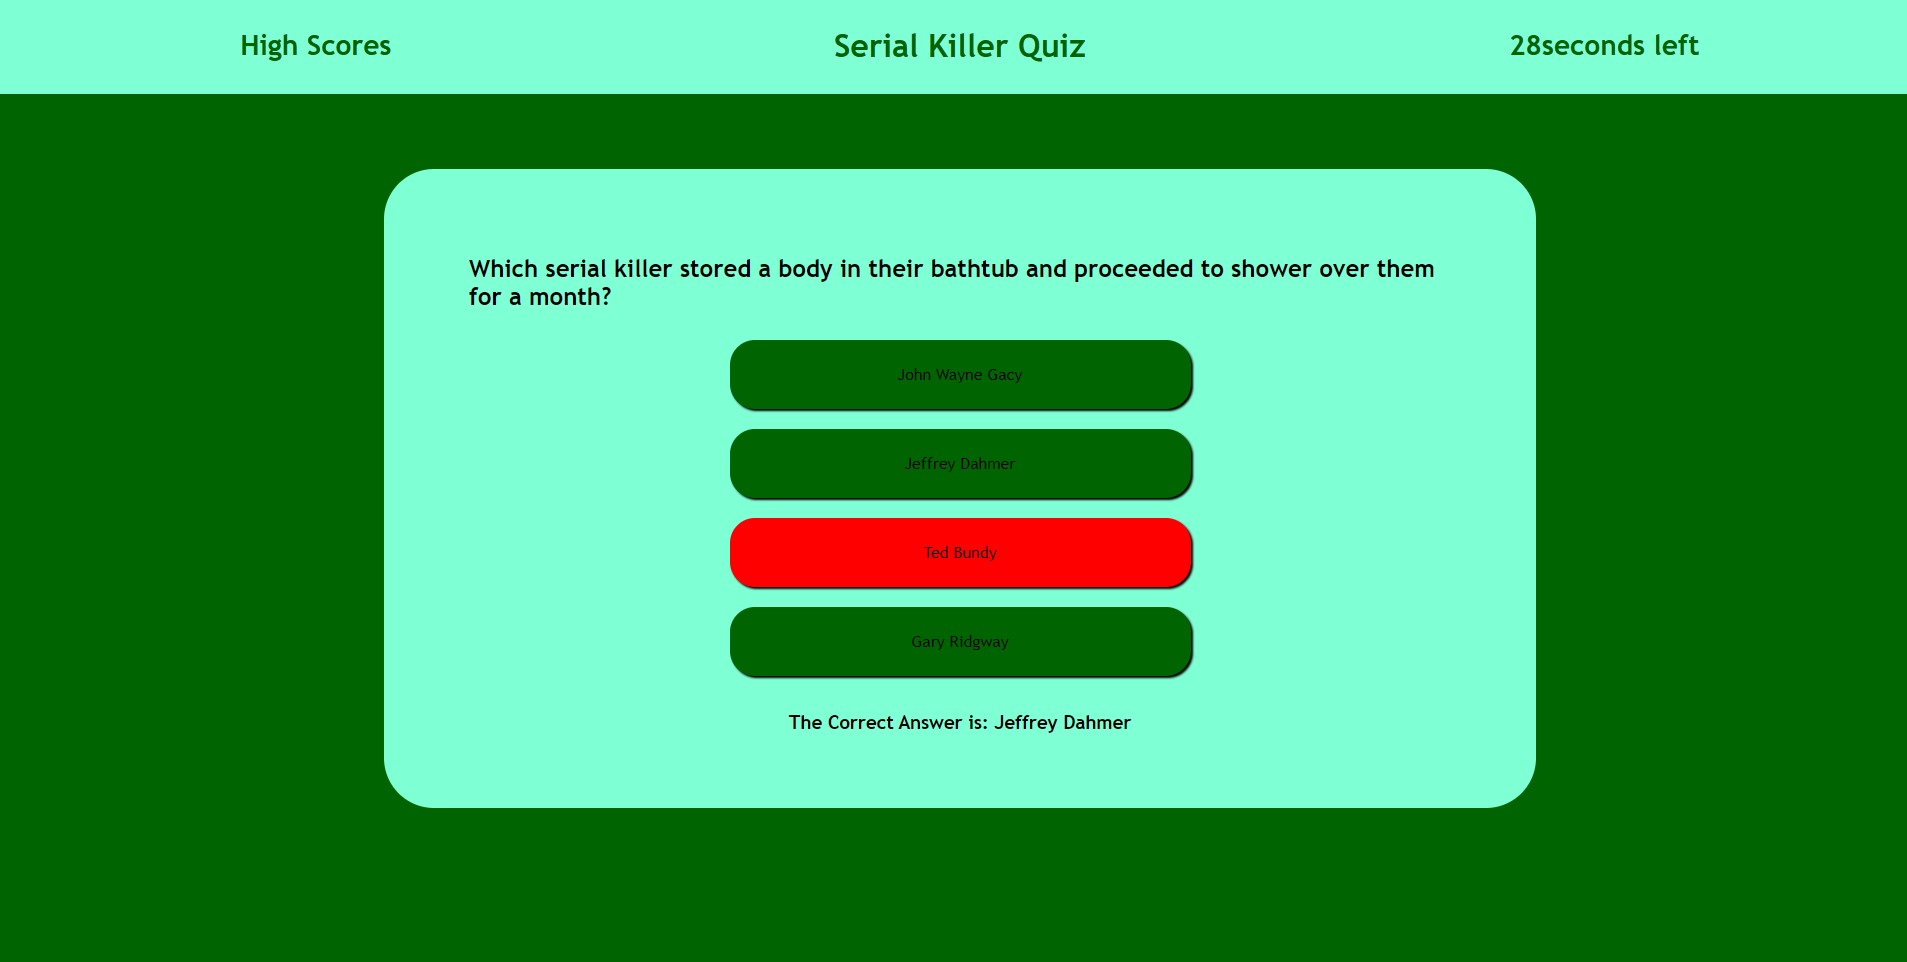 High Scores
Serial Killer Quiz
28seconds left
Which serial killer stored a body in their bathtub and proceeded to shower over them
for a month?
John Wayne Gacy
Jeffrey Dahmer
Ted Bundy
Gary Ridgway
The Correct Answer is: Jeffrey Dahmer